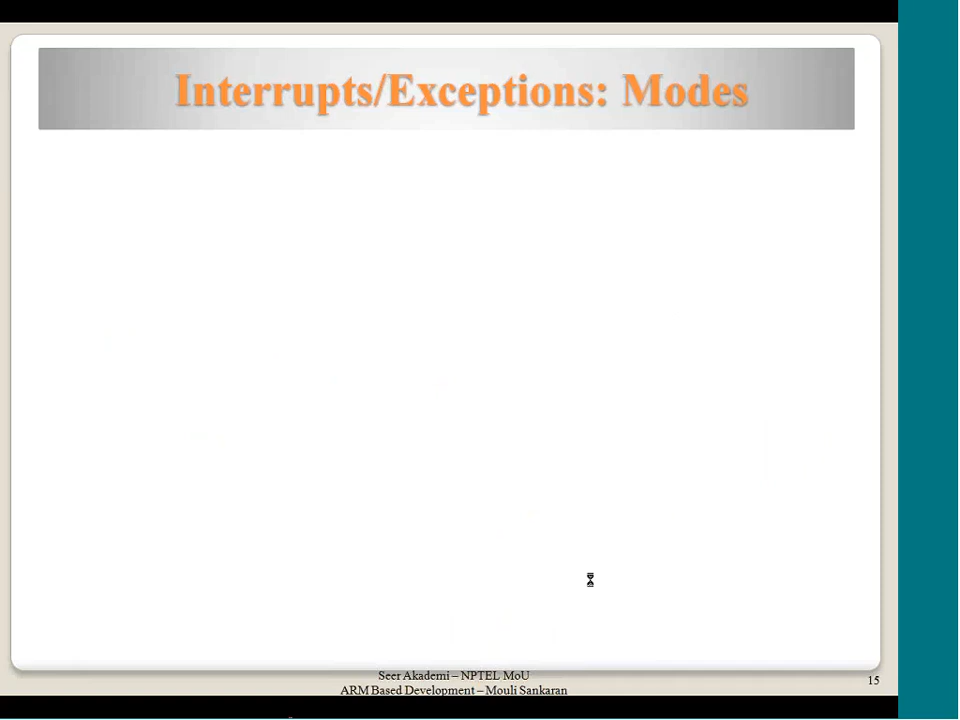 Interrupts/Exceptions: Modes
Seer Akademi – NPTEL MoU
ARM Based Development – Mouli Sankaran
15